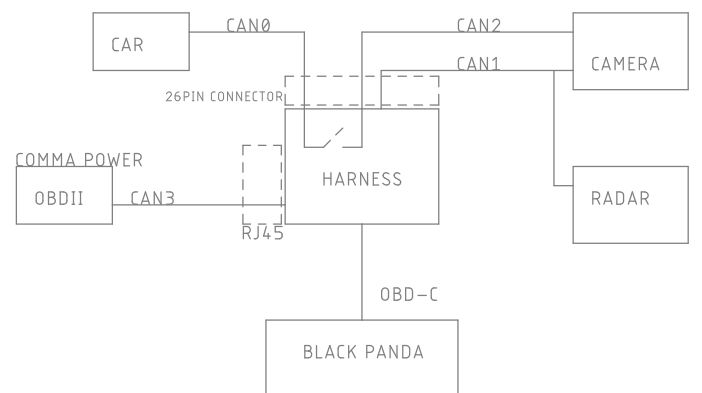 CAN0
CAN2
CAR
CAN1
CAMERA
26PIN CONNECTOR
COMMA POWER
HARNESS
OBDII
CAN3
RADAR
RJ45
OBD-C
BLACK PANDA